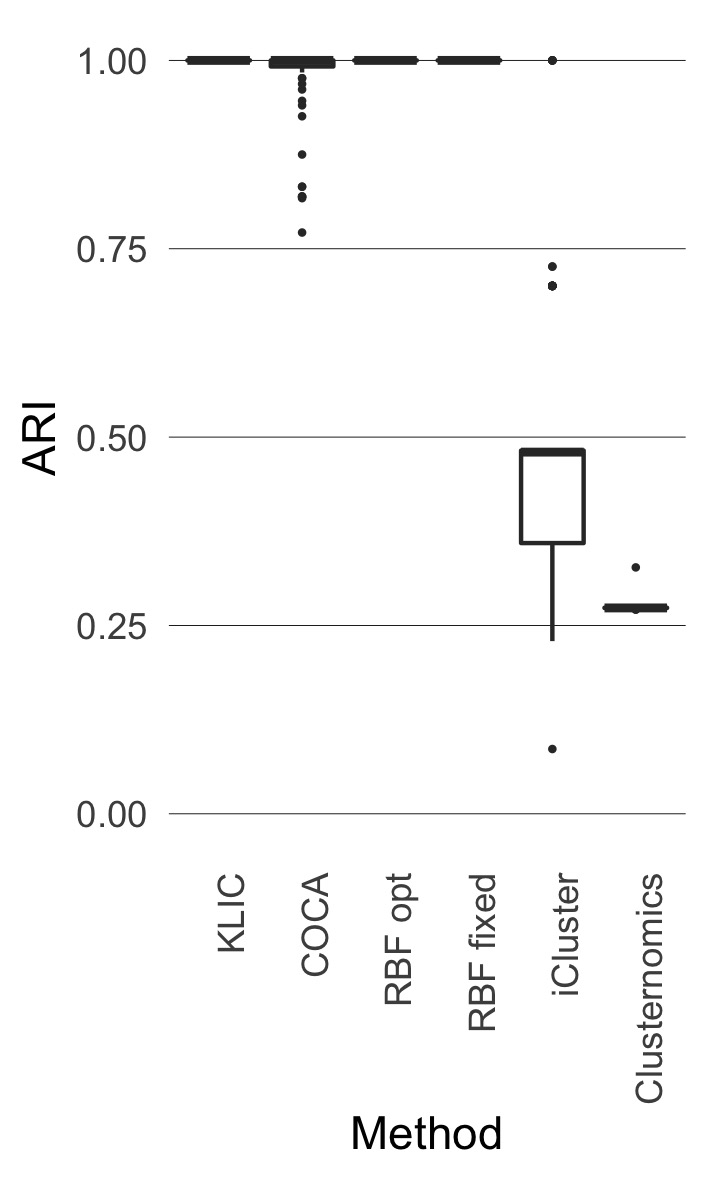 1.00
0.75
0.50
0.25
0.00
ARI
KLIC
COCA
RBF opt
RBF fixed
iCluster
Clusternomics
Method